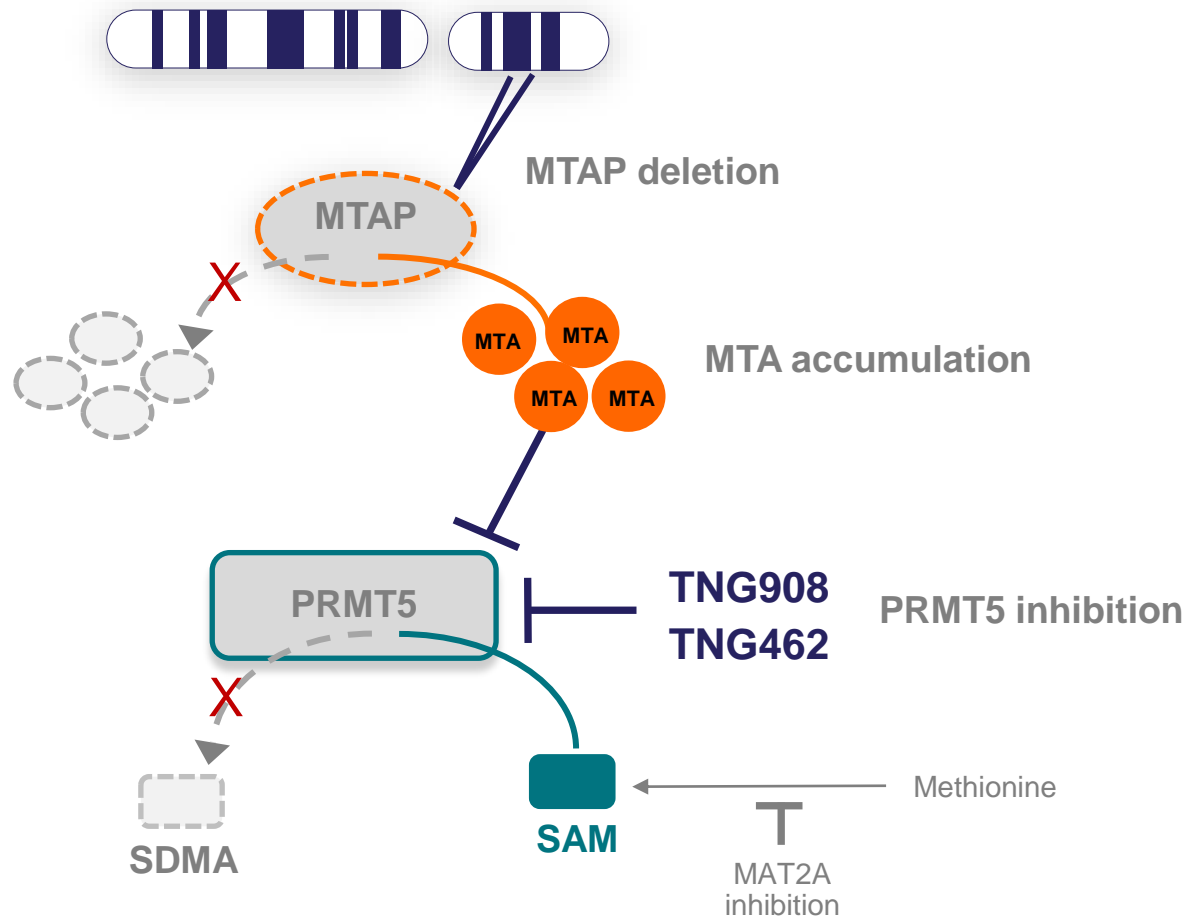 MTAP deletion
MTAP
X
MTA
MTA
MTA
MTA
MTA accumulation
PRMT5
TNG908
TNG462
PRMT5 inhibition
X
SDMA
SAM
Methionine
MAT2A
inhibition